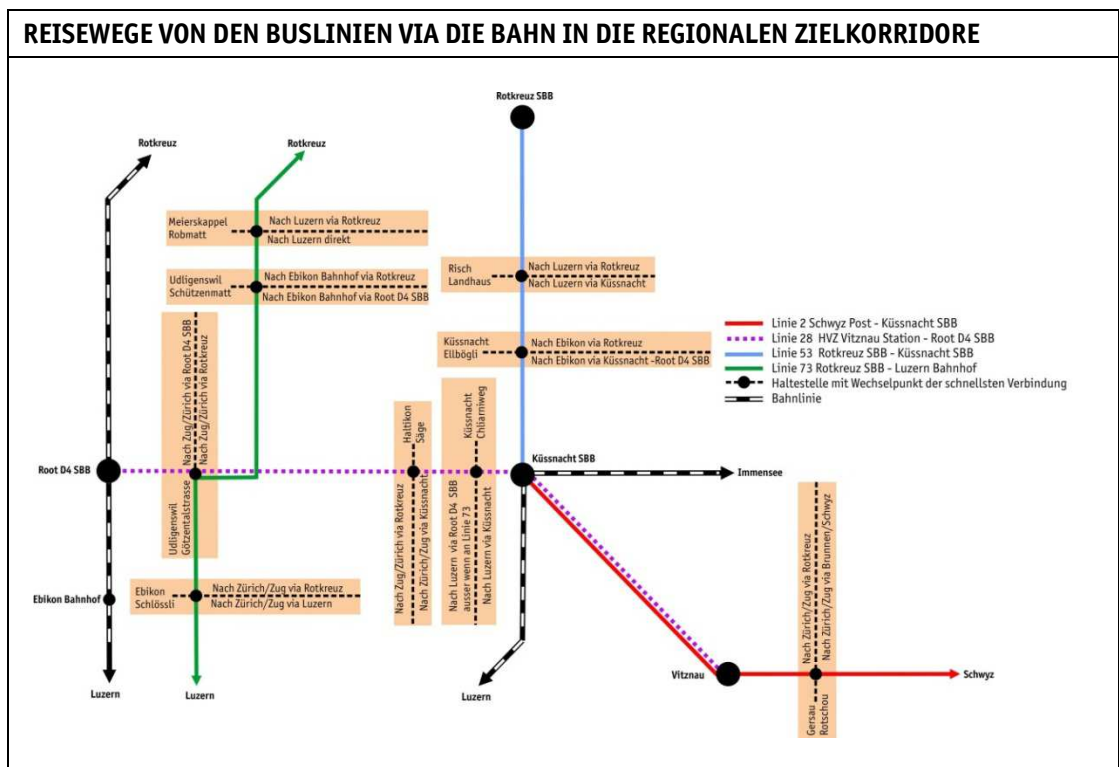 REISEWEGE VON DEN BUSLINIEN VIA DIE BAHN IN DIE REGIONALEN ZIELKORRIDORE
Rotkreuz SBB
Rotkreuz
Rotkreuz
Meierskappel
Robmatt
Nach Luzern via Rotkreuz
Nach Luzern direkt
Udligenswil
Schützenmatt
Nach Ebikon Bahnhof via Rotkreuz
Nach Ebikon Bahnhof via Root D4 SBB
Risch
Landhaus
Nach Luzern via Rotkreuz
Nach Luzern via Küssnacht
Küssnacht
Ellbögli
Nach Ebikon via Rotkreuz
Nach Ebikon via Küssnacht -Root D4 SBB
Linie 2 Schwyz Post - Küssnacht SBB
Linie 28 HVZ Vitznau Station - Root D4 SBB
Linie 53 Rotkreuz SBB - Küssnacht SBB
Linie 73 Rotkreuz SBB - Luzern Bahnhof
Haltestelle mit Wechselpunkt der schnellsten Verbindung
Bahnlinie
Nach Zug/Zürich via Root D4 SBB
Nach Zug/Zürich via Rotkreuz
Udligenswil
Götzentalstrasse
Root D4 SBB
Haltikon
Säge
Nach Zug/Zürich via Rotkreuz
Nach Zürich/Zug via Küssnacht
Küssnacht
Chliarniweg
Nach Luzern via Root D4 SBB
ausser wenn an Linie 73
Nach Luzern via Küssnacht
Küssnacht SBB
Immensee
Ebikon Bahnhof
Ebikon
Schlössli
Nach Zürich/Zug via Rotkreuz
Nach Zürich/Zug via Luzern
Nach Zürich/Zug via Rotkreuz
Nach Zürich/Zug via Brunnen/Schwyz
Gersau
Rotschou
Luzern
Luzern
Luzern
Vitznau
Schwyz